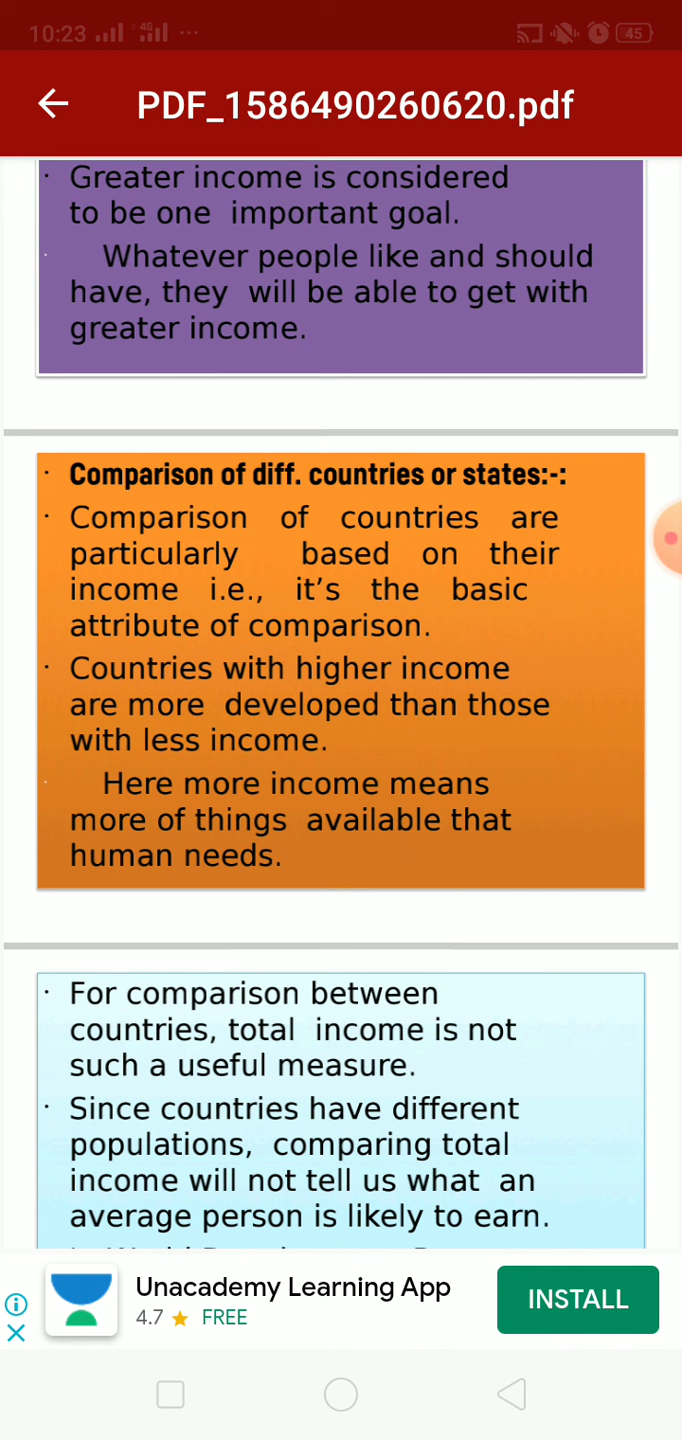 10:23 4G 45
PDF_1586490260620.pdf
· Greater income is considered
to be one important goal.
· Whatever people like and should
have, they will be able to get with
greater income.
· Comparison of diff. countries or states:-:
· Comparison of countries are
particularly based on their
income i.e., it’s the basic
attribute of comparison.
· Countries with higher income
are more developed than those
with less income.
· Here more income means
more of things available that
human needs.
· For comparison between
countries, total income is not
such a useful measure.
· Since countries have different
populations, comparing total
income will not tell us what an
average person is likely to earn.
Unacademy Learning App
4.7 ★ FREE
INSTALL